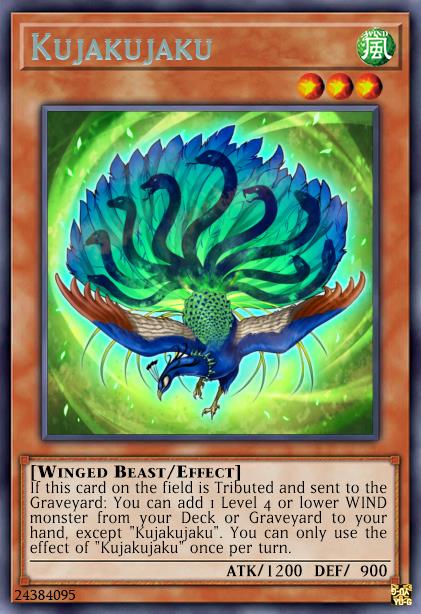 Kujakujaku
WIND
風
[Winged Beast/Effect]
If this card on the field is Tributed and sent to the
Graveyard: You can add 1 Level 4 or lower WIND
monster from your Deck or Graveyard to your
hand, except "Kujakujaku". You can only use the
effect of "Kujakujaku" once per turn.
ATK/1200 DEF/ 900
24384095